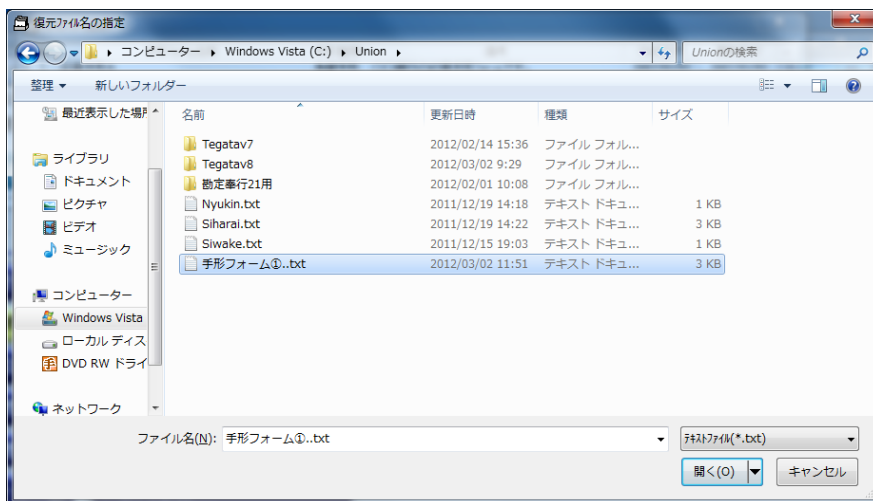 復元ファイル名の指定
コンピューター ▸ Windows Vista (C:) ▸ Union ▸
Unionの検索
整理 ▼ 新しいフォルダー
名前 更新日時 種類 サイズ
最近表示した場所
ライブラリ
ドキュメント
ピクチャ
ビデオ
ミュージック
コンピューター
Windows Vista
ローカル ディス
DVD RW ドライ
ネットワーク
Tegatav7 2012/02/14 15:36 ファイル フォル...
Tegatav8 2012/03/02 9:29 ファイル フォル...
勘定奉行21用 2012/02/01 10:08 ファイル フォル...
Nyukin.txt 2011/12/19 14:18 テキスト ドキュ... 1 KB
Siharai.txt 2011/12/19 14:22 テキスト ドキュ... 3 KB
Siwake.txt 2011/12/15 19:03 テキスト ドキュ... 1 KB
手形フォーム①..txt 2012/03/02 11:51 テキスト ドキュ... 3 KB
ファイル名(N): 手形フォーム①..txt
テキストファイル(*.txt)
開く(O) キャンセル